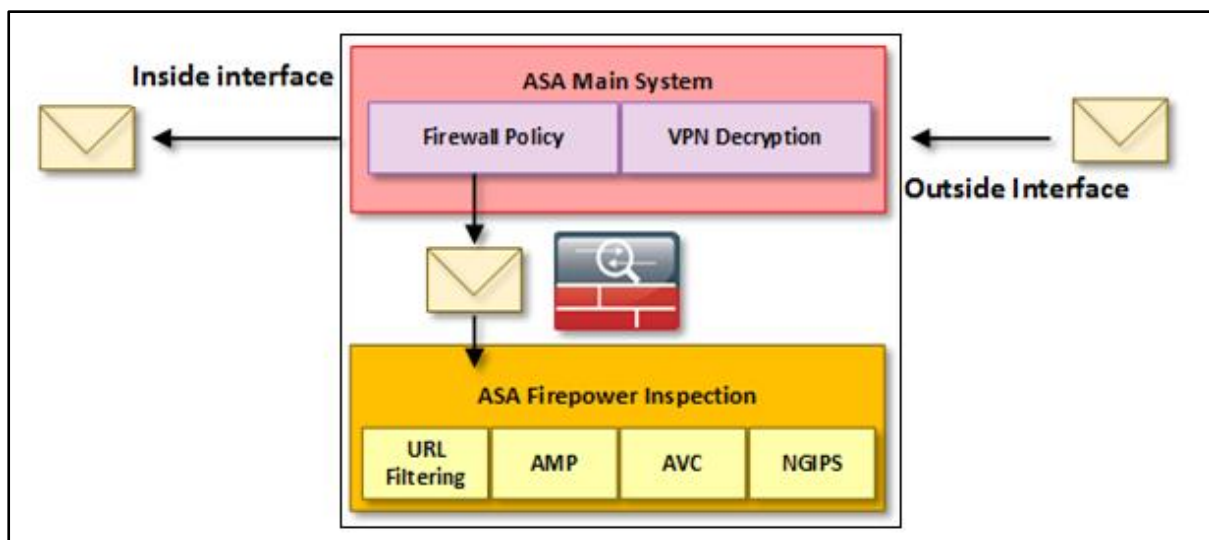 Inside interface
ASA Main System
Firewall Policy
VPN Decryption
Outside Interface
ASA Firepower Inspection
URL
Filtering
AMP
AVC
NGIPS